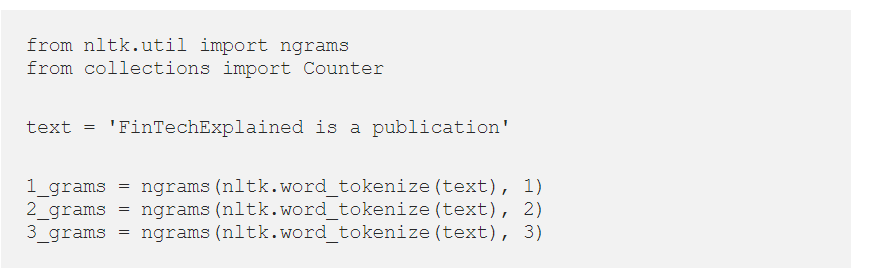 from nltk.util import ngrams
from collections import Counter
text = 'FinTechExplained is a publication'
1_grams = ngrams(nltk.word_tokenize(text), 1)
2_grams = ngrams(nltk.word_tokenize(text), 2)
3_grams = ngrams(nltk.word_tokenize(text), 3)